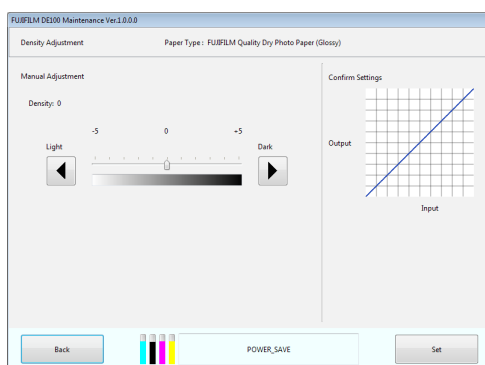 FUJIFILM DE100 Maintenance Ver.1.0.0.0
Density Adjustment
Paper Type : FUJIFILM Quality Dry Photo Paper (Glossy)
Manual Adjustment
Confirm Settings
Density: 0
-5 0 +5
Light
Dark
Output
Input
Back
POWER_SAVE
Set